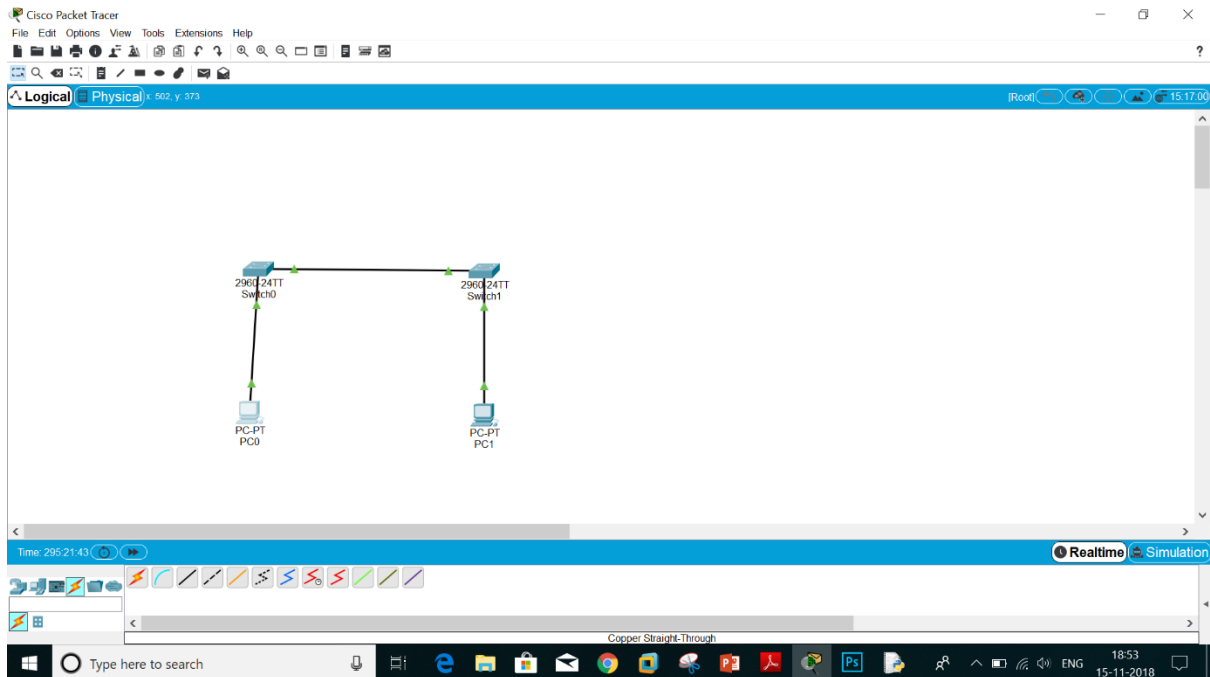 Cisco Packet Tracer
File Edit Options View Tools Extensions Help
?
Logical Physical x: 502, y: 373 [Root] 15:17:00
2960-24TT
Switch0
2960-24TT
Switch1
PC-PT
PC0
PC-PT
PC1
Time: 295:21:43 Realtime Simulation
Copper Straight-Through
Type here to search ENG 18:53
15-11-2018